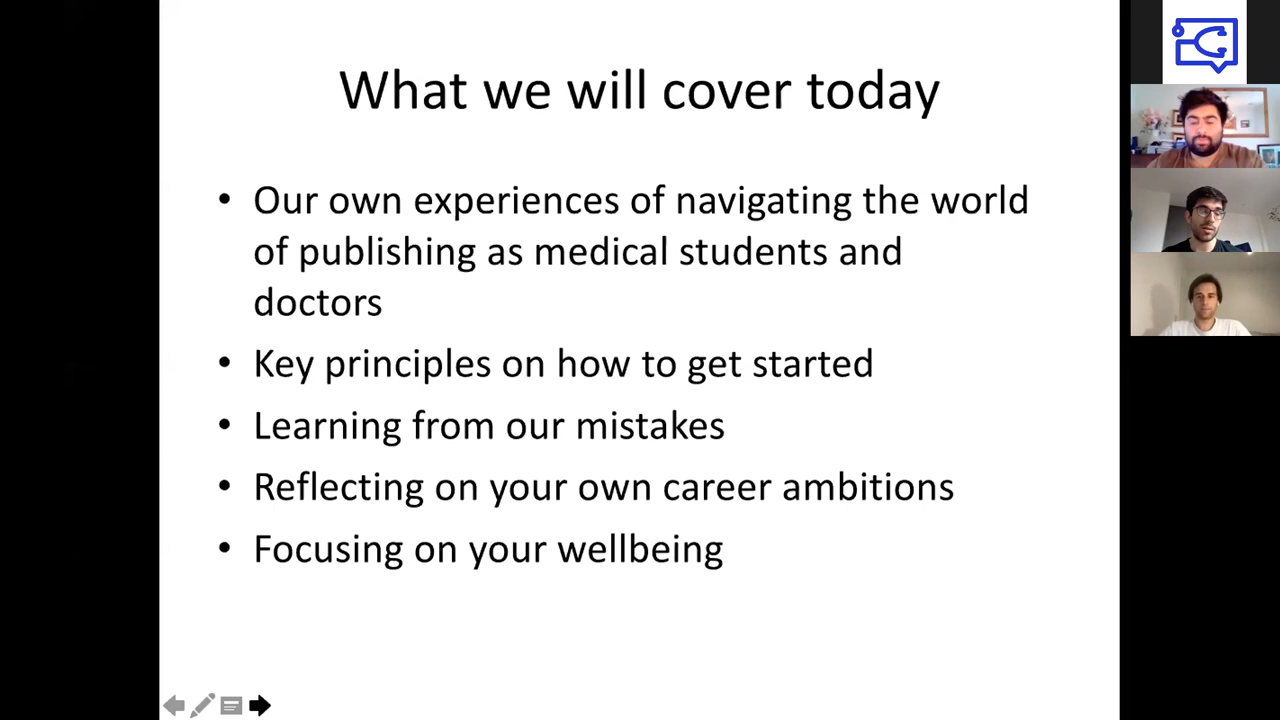 What we will cover today
• Our own experiences of navigating the world
of publishing as medical students and
doctors
• Key principles on how to get started
• Learning from our mistakes
• Reflecting on your own career ambitions
• Focusing on your wellbeing